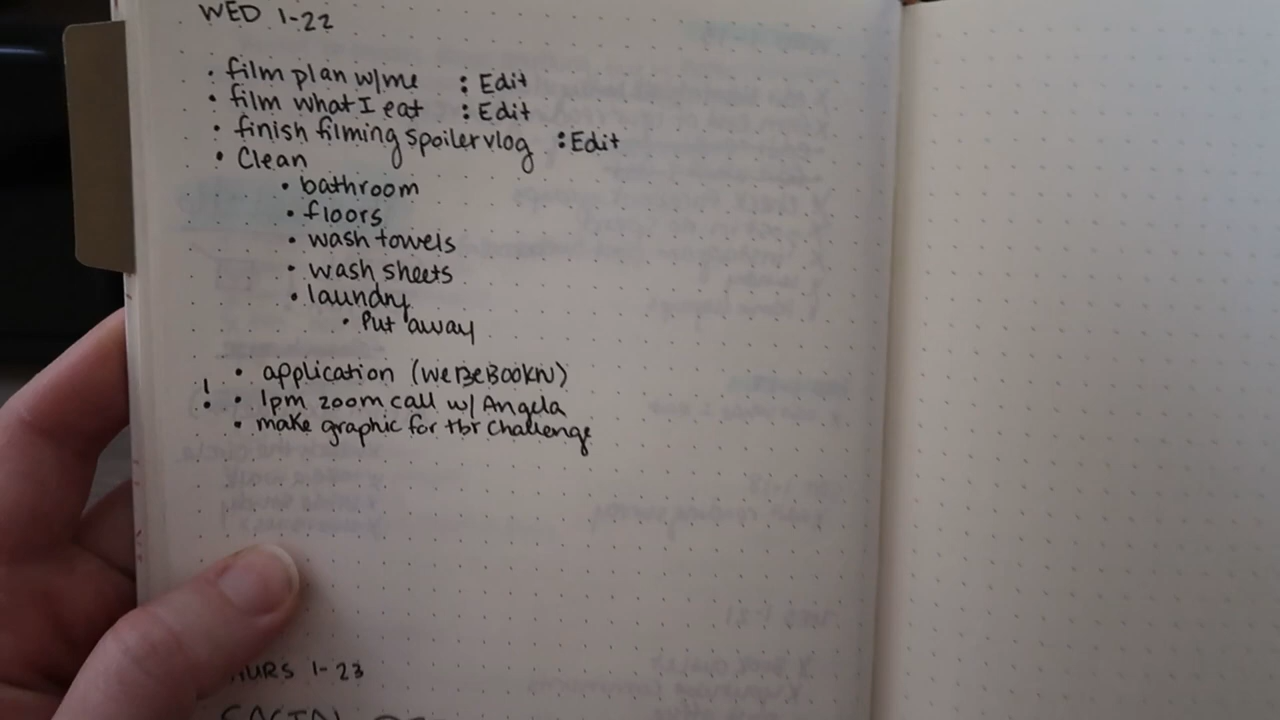 WED 1-22
• film plan w/me : Edit
• film what I eat : Edit
• finish filming spoiler vlog : Edit
• Clean
• bathroom
• floors
• wash towels
• wash sheets
• laundry
• Put away
• application (WeBeBookN)
! • 1pm zoom call w/ Angela
• make graphic for tbr Challenge
HURS 1-23